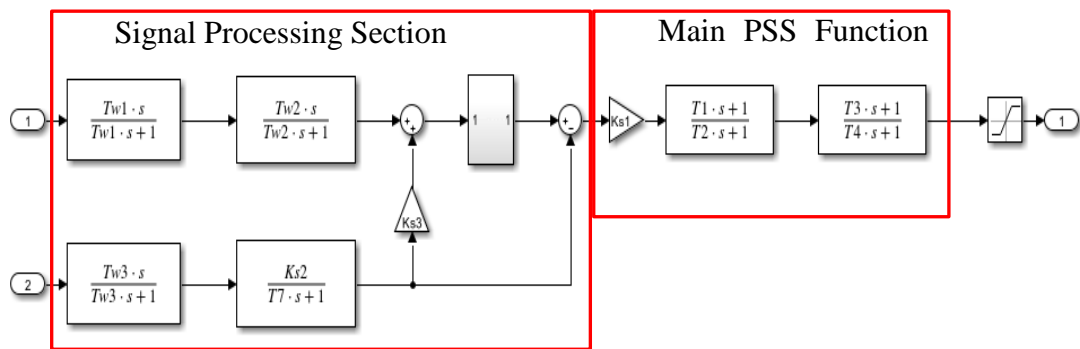 Signal Processing Section
Main PSS Function
1
Tw1·s
Tw1·s+1
Tw2·s
Tw2·s+1
+
+
1 1
+
−
Ks1
T1·s+1
T2·s+1
T3·s+1
T4·s+1
1
Ks3
2
Tw3·s
Tw3·s+1
Ks2
T7·s+1